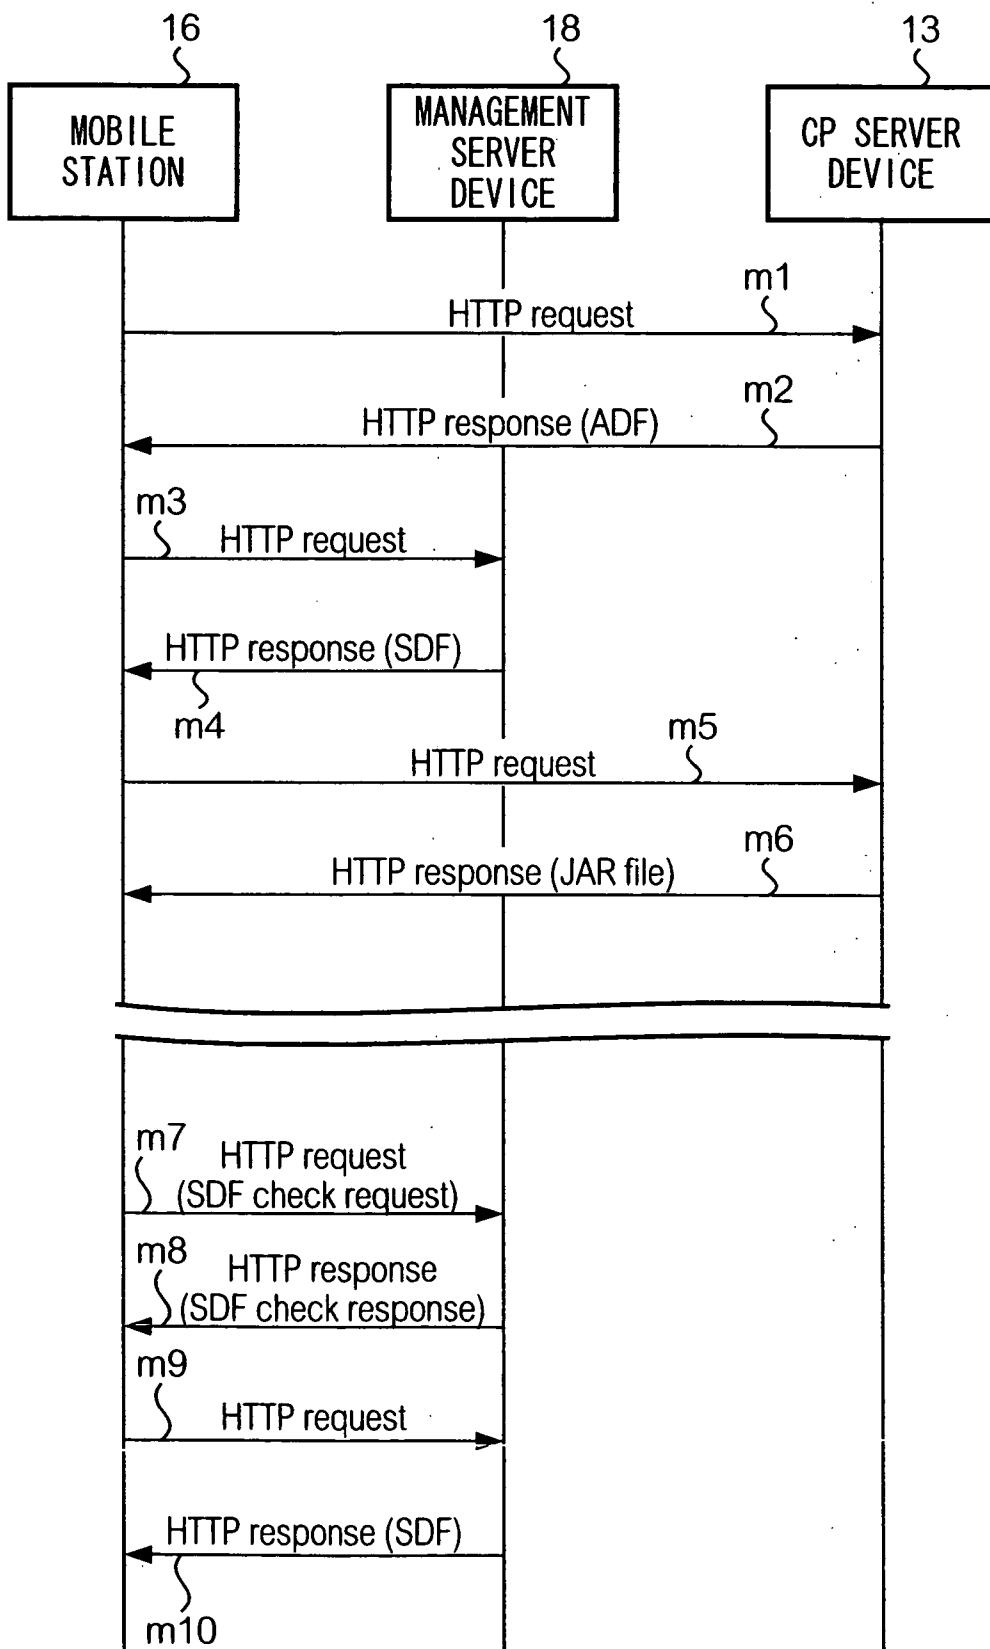 16
18
13
MOBILE
STATION
MANAGEMENT
SERVER
DEVICE
CP SERVER
DEVICE
m1
HTTP request
m2
HTTP response (ADF)
m3
HTTP request
HTTP response (SDF)
m4
m5
HTTP request
m6
HTTP response (JAR file)
m7
HTTP request
(SDF check request)
m8
HTTP response
(SDF check response)
m9
HTTP request
HTTP response (SDF)
m10